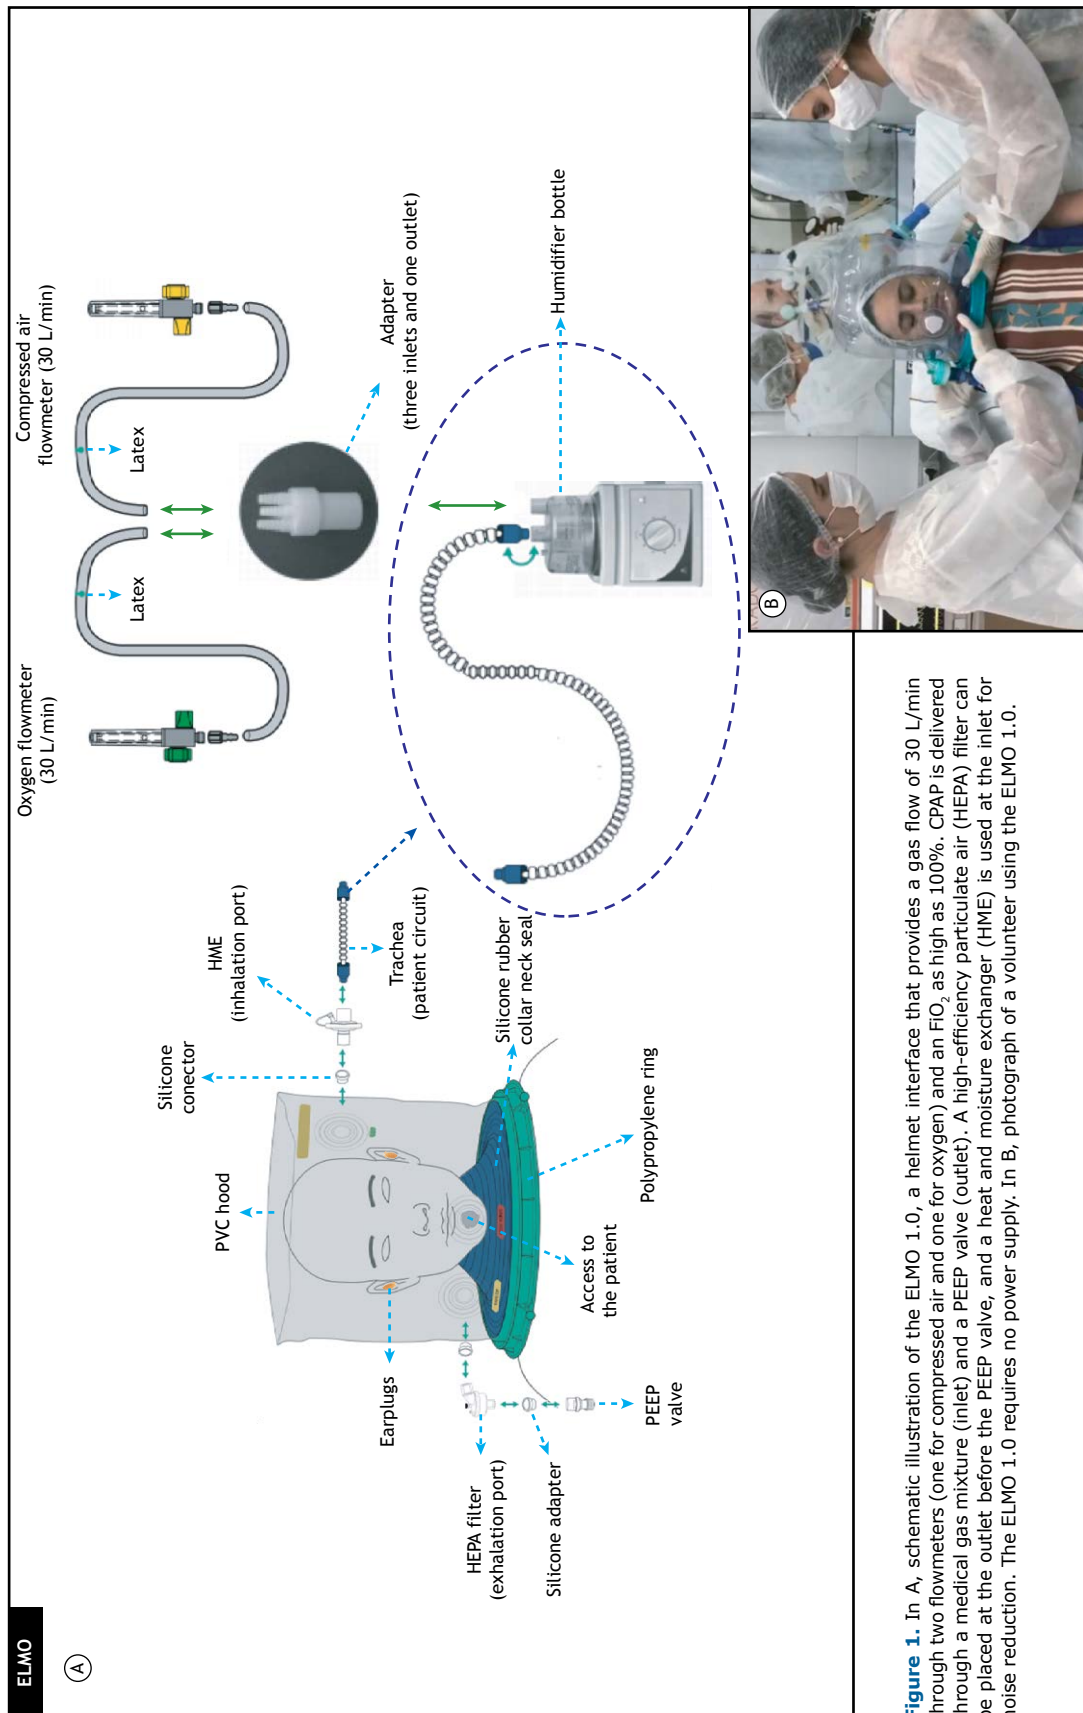 ELMO
A
Oxygen flowmeter
(30 L/min)
Compressed air
flowmeter (30 L/min)
Latex
Latex
Adapter
(three inlets and one outlet)
Humidifier bottle
HME
(inhalation port)
Silicone
conector
Trachea
(patient circuit)
PVC hood
Silicone rubber
collar neck seal
Polypropylene ring
Access to
the patient
Earplugs
HEPA filter
(exhalation port)
Silicone adapter
PEEP
valve
B
Figure 1. In A, schematic illustration of the ELMO 1.0, a helmet interface that provides a gas flow of 30 L/min
through two flowmeters (one for compressed air and one for oxygen) and an FiO2 as high as 100%. CPAP is delivered
through a medical gas mixture (inlet) and a PEEP valve (outlet). A high-efficiency particulate air (HEPA) filter can
be placed at the outlet before the PEEP valve, and a heat and moisture exchanger (HME) is used at the inlet for
noise reduction. The ELMO 1.0 requires no power supply. In B, photograph of a volunteer using the ELMO 1.0.